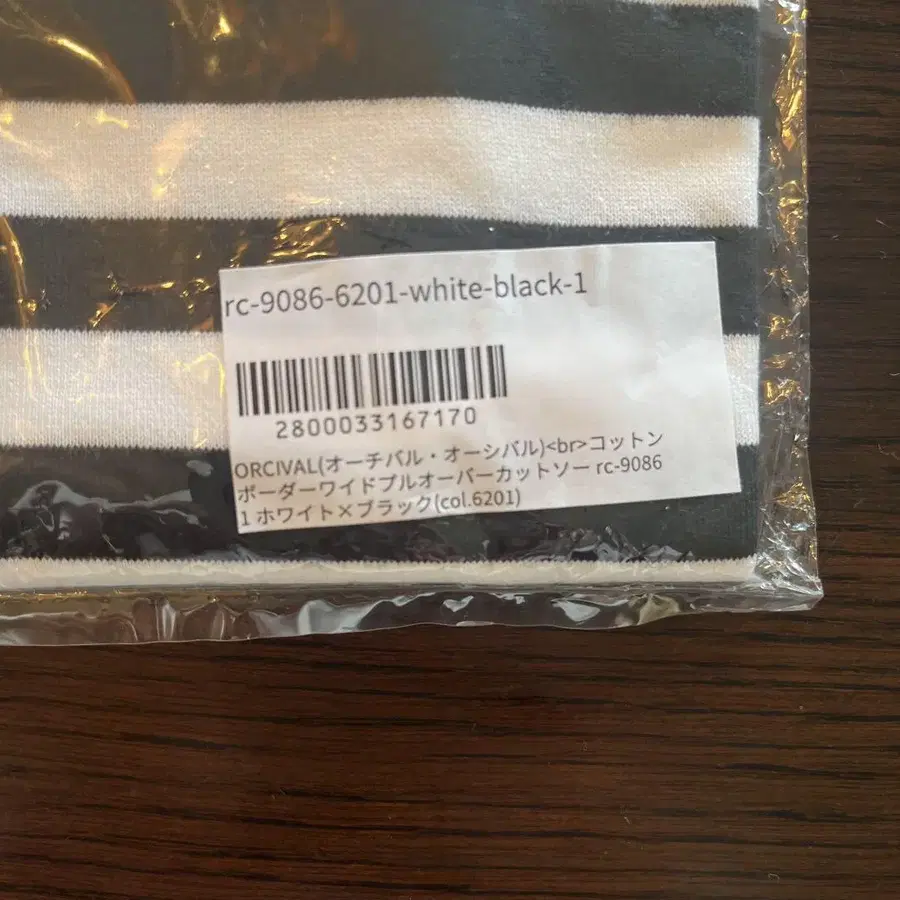 rc-9086-6201-white-black-1
2800033167170
ORCIVAL(オーチバル・オーシバル)<br>コットン
ボーダーワイドプルオーバーカットソー rc-9086
1 ホワイト×ブラック(col.6201)